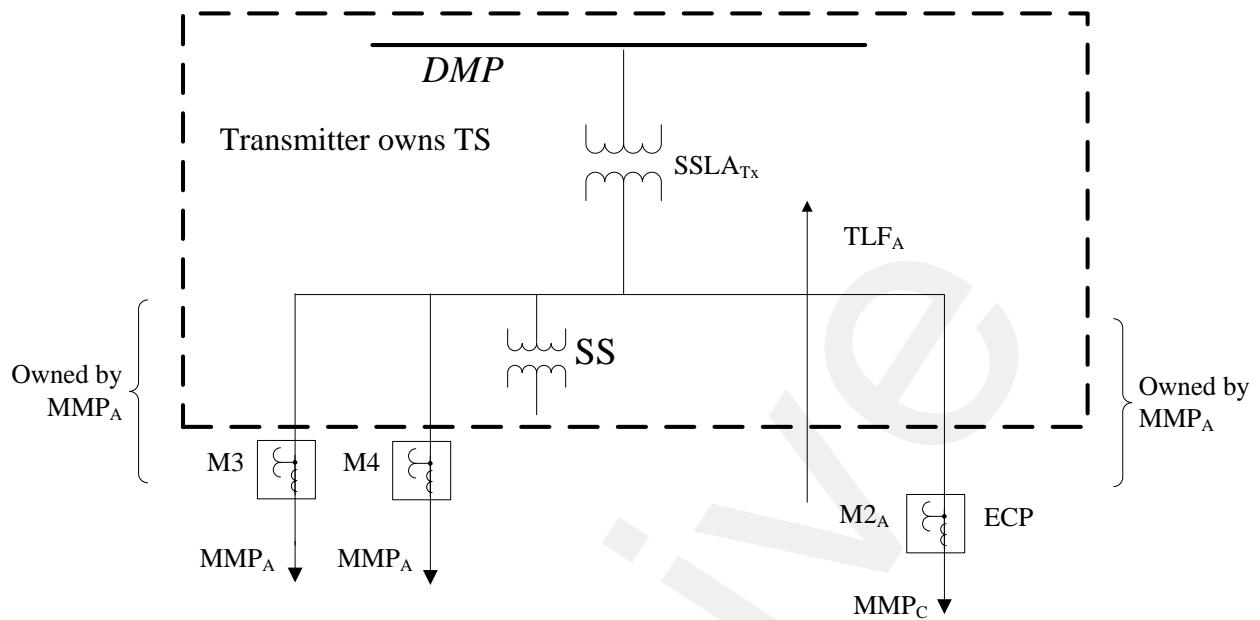 DMP
Transmitter owns TS
SSLATx
TLFA
Owned by
MMPA
SS
Owned by
MMPA
M3
M4
M2A
ECP
MMPA
MMPA
MMPC
ive